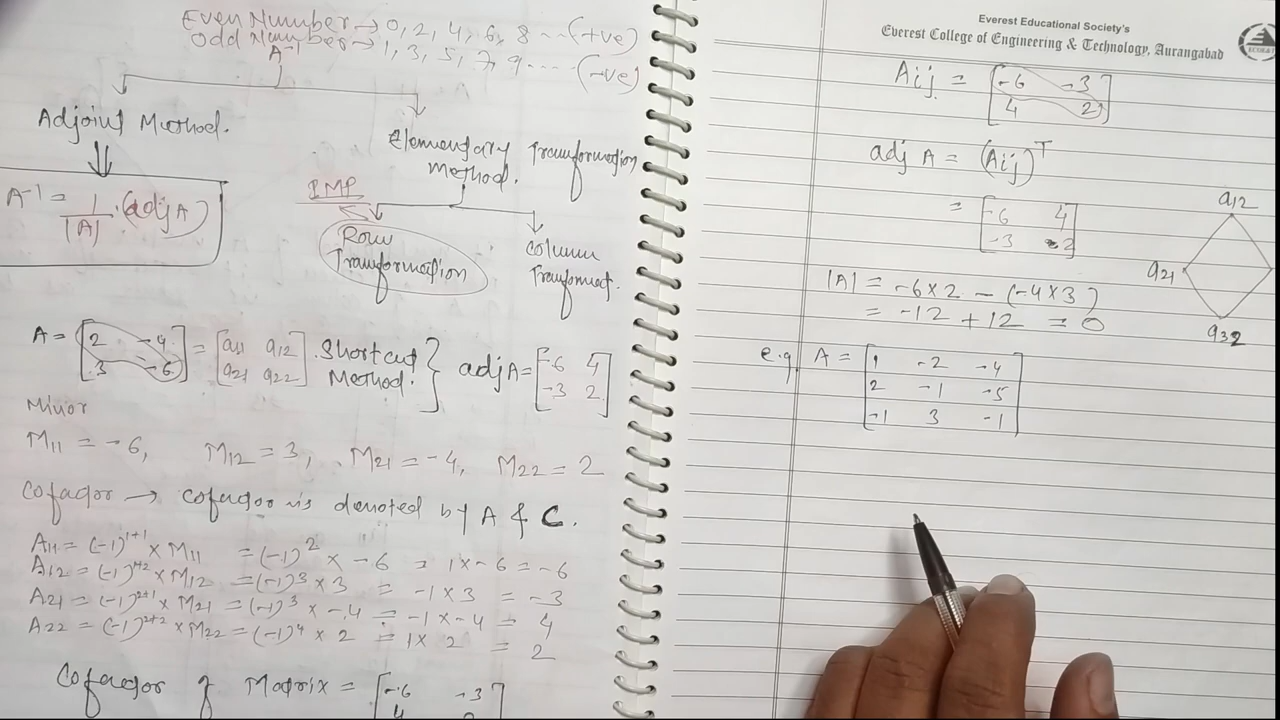 Even Number → 0, 2, 4, 6, 8 ... (+ve)
Odd Number → 1, 3, 5, 7, 9 .... (-ve)
A⁻¹
Adjoint Method.
Elementary Transformation
Method.
A⁻¹ = 1/|A| . (adj A)
IMP
Row
Transformation
Column
Transformat.
A = [2 -4] = [a11 a12] . Shortcut } adj A = [-6 4]
[3 -6] [a21 a22] Method. [-3 2]
Minor
M11 = -6, M12 = 3, M21 = -4, M22 = 2
Cofactor → cofactor is denoted by A & C.
A11 = (-1)¹⁺¹ × M11 = (-1)² × -6 = 1 × -6 = -6
A12 = (-1)¹⁺² × M12 = (-1)³ × 3 = -1 × 3 = -3
A21 = (-1)²⁺¹ × M21 = (-1)³ × -4 = -1 × -4 = 4
A22 = (-1)²⁺² × M22 = (-1)⁴ × 2 = 1 × 2 = 2
Cofactor of Matrix = [-6 -3]
Everest Educational Society's
Everest College of Engineering & Technology, Aurangabad
Aij = [-6 -3]
[4 2]
adj A = (Aij)ᵀ
= [-6 4]
[-3 2]
a12
a21
a32
|A| = -6×2 - (-4×3)
= -12 + 12 = 0
e.g. A = [1 -2 -4]
[2 -1 -5]
[-1 3 -1]